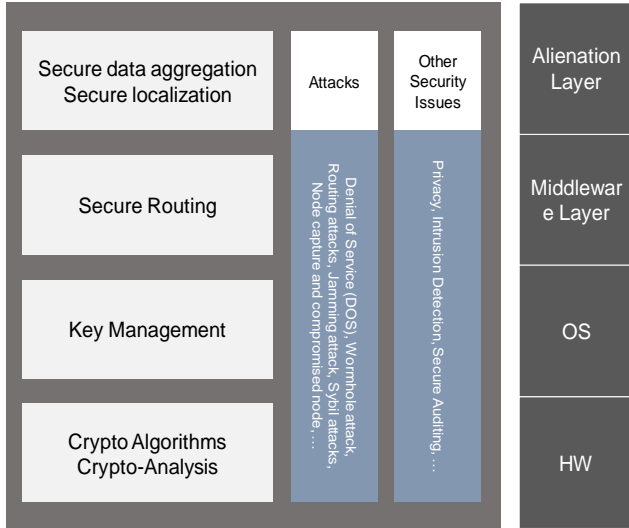 Secure data aggregation
Secure localization
Secure Routing
Key Management
Crypto Algorithms
Crypto-Analysis
Attacks
Denial of Service (DOS), Wormhole attack,
Routing attacks, Jamming attack, Sybil attacks,
Node capture and compromised node, ...
Other
Security
Issues
Privacy, Intrusion Detection, Secure Auditing, ...
Alienation
Layer
Middlewar
e Layer
OS
HW